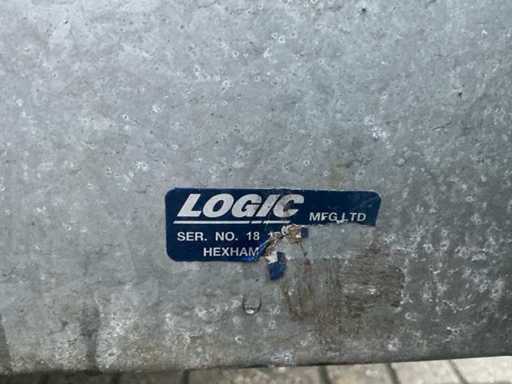 LOGIC MFG LTD
SER. NO. 18
HEXHAM